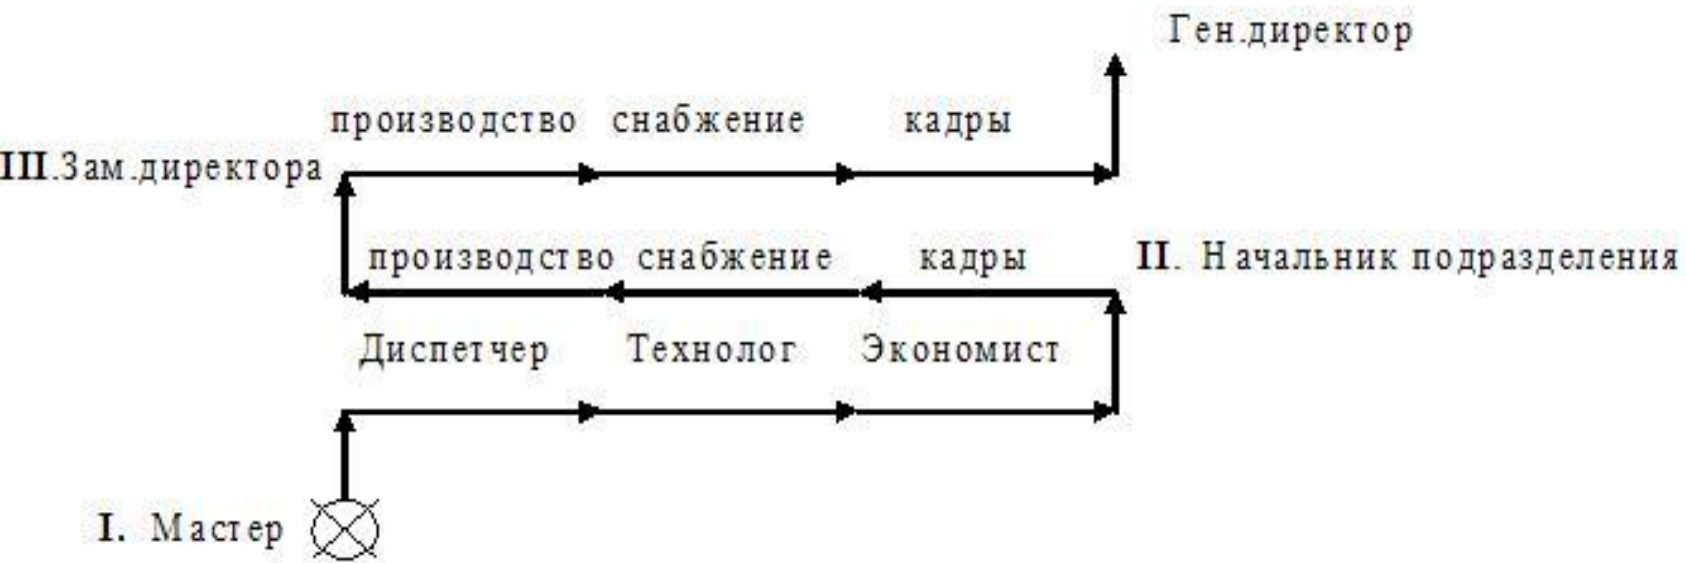 Ген.директор
производство снабжение кадры
III.Зам.директора
производство снабжение кадры II. Начальник подразделения
Диспетчер Технолог Экономист
I. Мастер